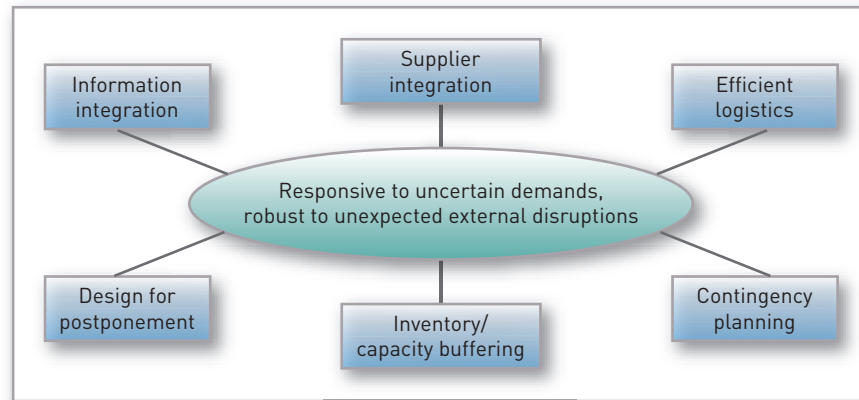 Information
integration
Supplier
integration
Efficient
logistics
Responsive to uncertain demands,
robust to unexpected external disruptions
Design for
postponement
Inventory/
capacity buffering
Contingency
planning